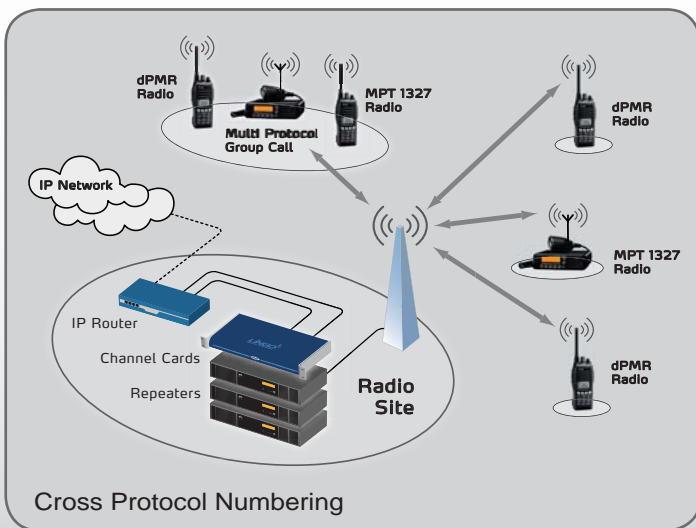 dPMR
Radio
MPT 1327
Radio
Multi Protocol
Group Call
dPMR
Radio
IP Network
MPT 1327
Radio
IP Router
Channel Cards
Repeaters
Radio
Site
dPMR
Radio
Cross Protocol Numbering